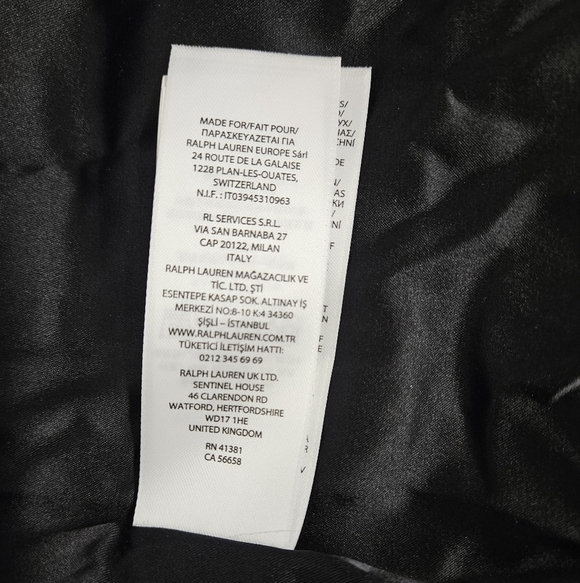 MADE FOR/FAIT POUR/
ΠΑΡΑΣΚΕΥΑΖΕΤΑΙ ΓΙΑ
RALPH LAUREN EUROPE Sárl
24 ROUTE DE LA GALAISE
1228 PLAN-LES-OUATES,
SWITZERLAND
N.I.F. : IT03945310963
RL SERVICES S.R.L.
VIA SAN BARNABA 27
CAP 20122, MILAN
ITALY
RALPH LAUREN MAĞAZACILIK VE
TİC. LTD. ŞTİ
ESENTEPE KASAP SOK. ALTINAY İŞ
MERKEZİ NO:8-10 K:4 34360
ŞİŞLİ – İSTANBUL
WWW.RALPHLAUREN.COM.TR
TÜKETİCİ İLETİŞİM HATTI:
0212 345 69 69
RALPH LAUREN UK LTD.
SENTINEL HOUSE
46 CLARENDON RD
WATFORD, HERTFORDSHIRE
WD17 1HE
UNITED KINGDOM
RN 41381
CA 56658